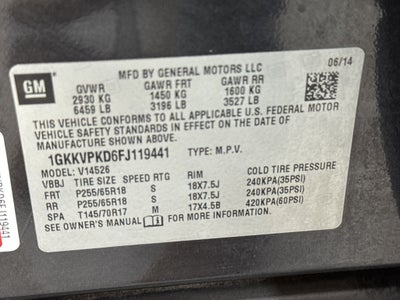 MFD BY GENERAL MOTORS LLC
06/14
GM
GVWR GAWR FRT GAWR RR
2930 KG 1450 KG 1600 KG
6459 LB 3196 LB 3527 LB
THIS VEHICLE CONFORMS TO ALL APPLICABLE U.S. FEDERAL MOTOR
VEHICLE SAFETY STANDARDS IN EFFECT ON THE DATE OF
MANUFACTURE SHOWN ABOVE.
1GKKVPKD6FJ119441 TYPE: M.P.V.
MODEL: V14526
VBBJ TIRE SIZE SPEED RTG RIM COLD TIRE PRESSURE
FRT P255/65R18 S 18X7.5J 240KPA(35PSI)
RR P255/65R18 S 18X7.5J 240KPA(35PSI)
SPA T145/70R17 M 17X4.5B 420KPA(60PSI)
SEE OWNER'S MANUAL FOR MORE INFORMATION.